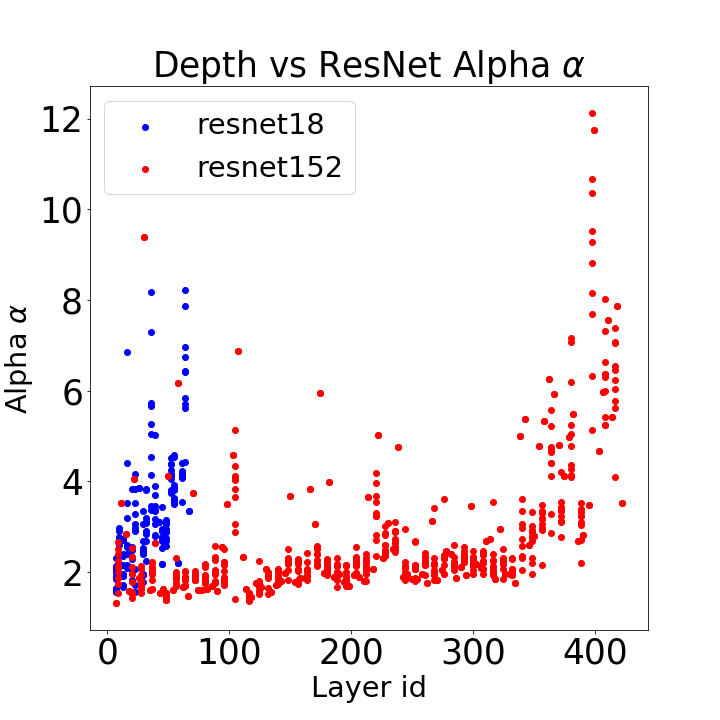 Depth vs ResNet Alpha α
resnet18
resnet152
12
10
8
6
4
2
Alpha α
0 100 200 300 400
Layer id